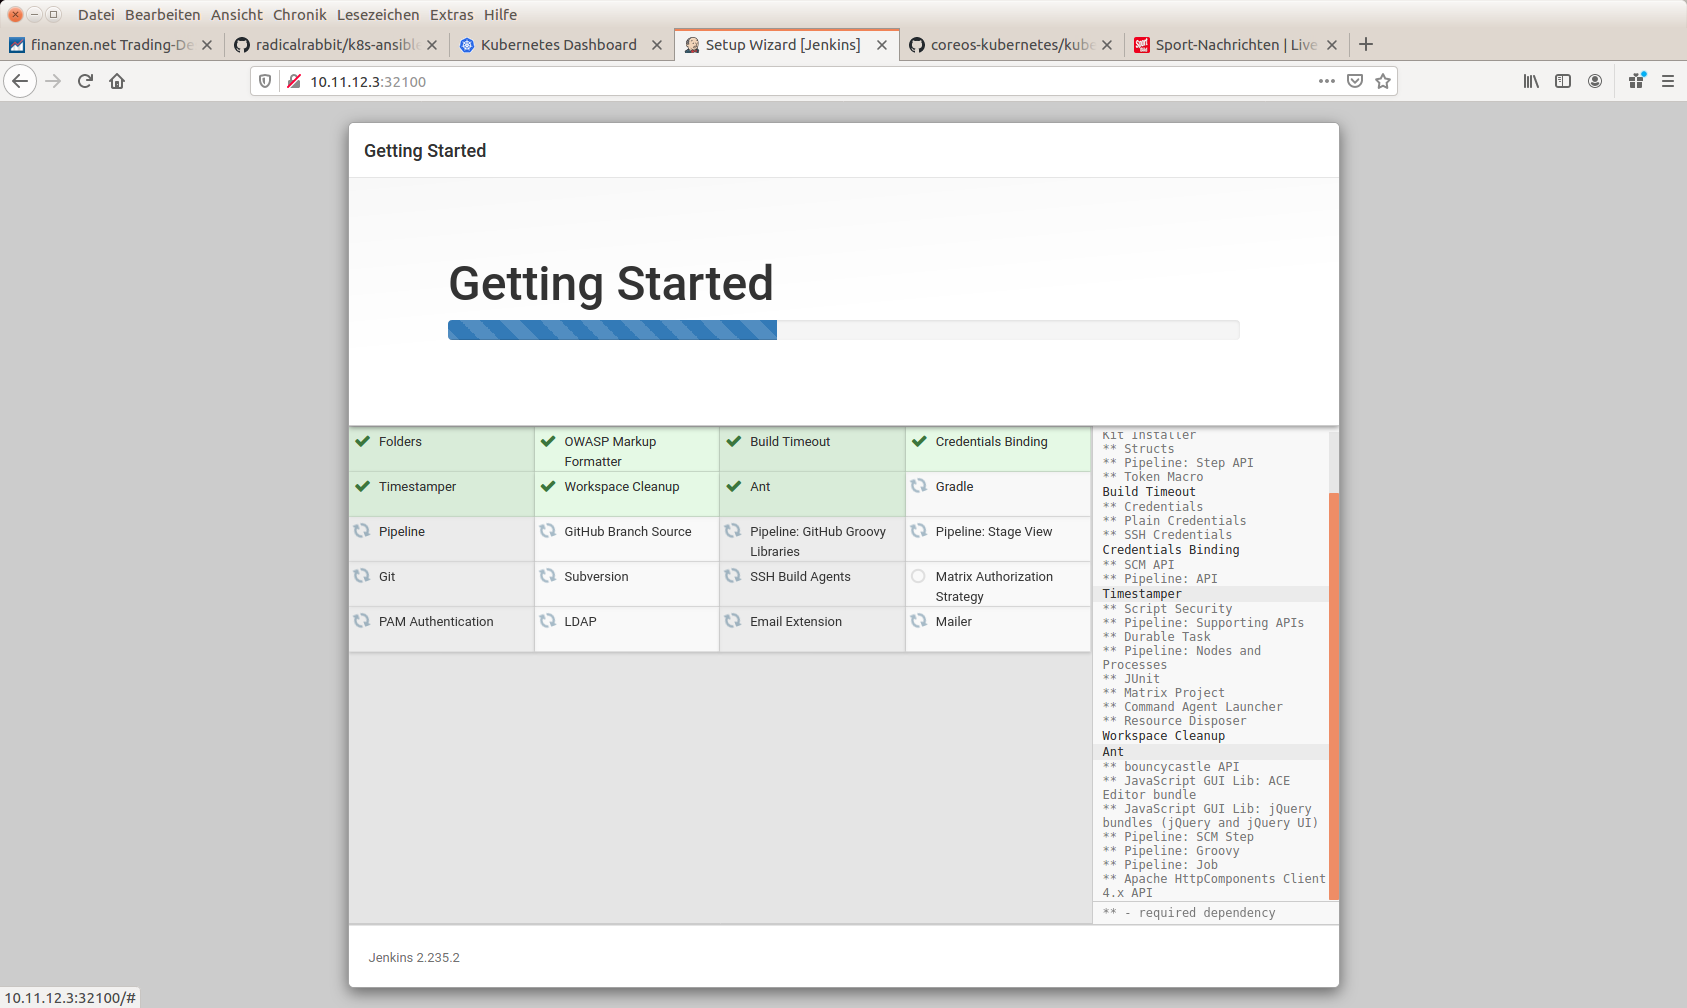 Datei Bearbeiten Ansicht Chronik Lesezeichen Extras Hilfe
finanzen.net Trading-De
radicalrabbit/k8s-ansible
Kubernetes Dashboard
Setup Wizard [Jenkins]
coreos-kubernetes/kube
Sport-Nachrichten | Live
10.11.12.3:32100
Getting Started
Getting Started
Folders
OWASP Markup
Formatter
Build Timeout
Credentials Binding
Timestamper
Workspace Cleanup
Ant
Gradle
Pipeline
GitHub Branch Source
Pipeline: GitHub Groovy
Libraries
Pipeline: Stage View
Git
Subversion
SSH Build Agents
Matrix Authorization
Strategy
PAM Authentication
LDAP
Email Extension
Mailer
Kit Installer
** Structs
** Pipeline: Step API
** Token Macro
Build Timeout
** Credentials
** Plain Credentials
** SSH Credentials
Credentials Binding
** SCM API
** Pipeline: API
Timestamper
** Script Security
** Pipeline: Supporting APIs
** Durable Task
** Pipeline: Nodes and
Processes
** JUnit
** Matrix Project
** Command Agent Launcher
** Resource Disposer
Workspace Cleanup
Ant
** bouncycastle API
** JavaScript GUI Lib: ACE
Editor bundle
** JavaScript GUI Lib: jQuery
bundles (jQuery and jQuery UI)
** Pipeline: SCM Step
** Pipeline: Groovy
** Pipeline: Job
** Apache HttpComponents Client
4.x API
** - required dependency
Jenkins 2.235.2
10.11.12.3:32100/#